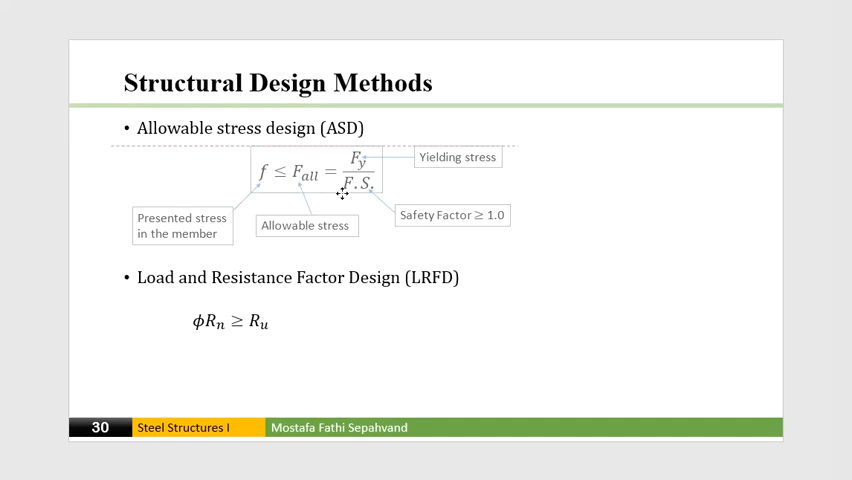 Structural Design Methods
• Allowable stress design (ASD)
f ≤ F_all = F_y / F.S.
Yielding stress
Presented stress
in the member
Allowable stress
Safety Factor ≥ 1.0
• Load and Resistance Factor Design (LRFD)
ϕR_n ≥ R_u
30 Steel Structures I Mostafa Fathi Sepahvand